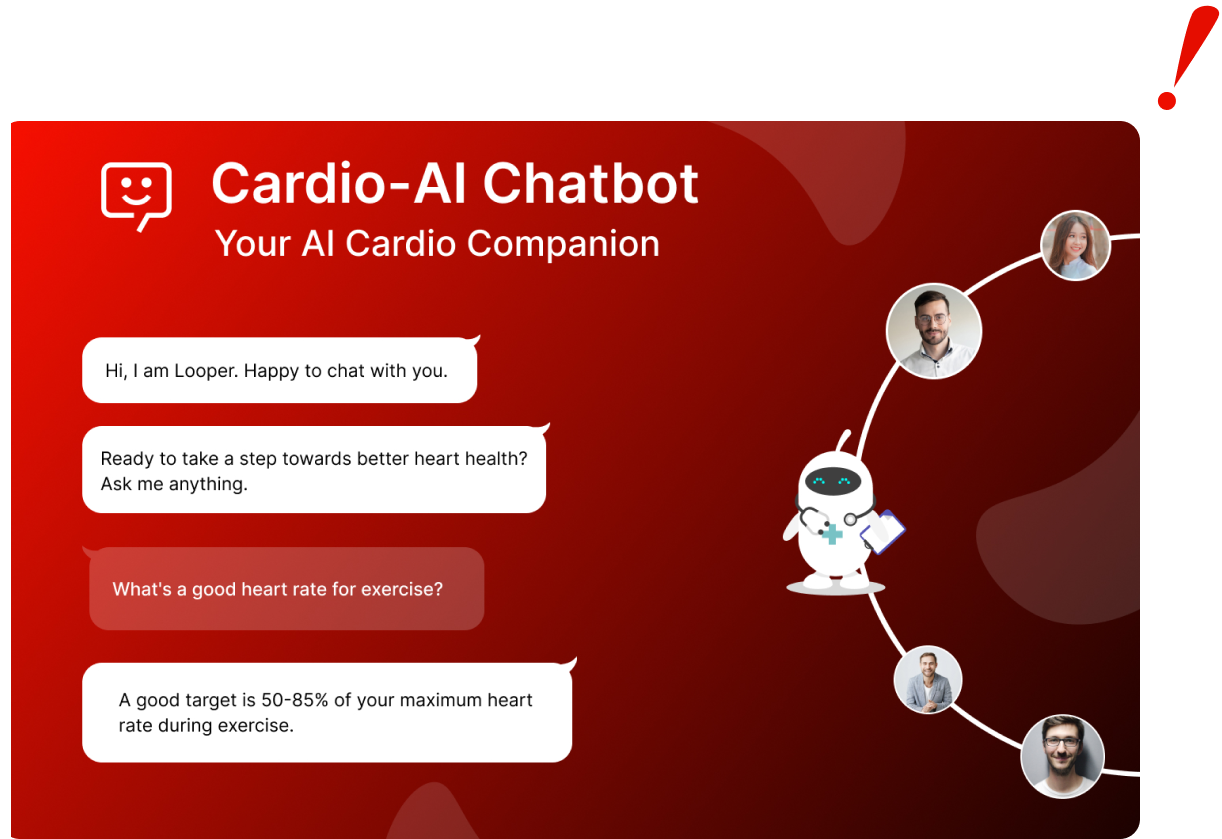 Cardio-AI Chatbot
Your AI Cardio Companion
Hi, I am Looper. Happy to chat with you.
Ready to take a step towards better heart health?
Ask me anything.
What's a good heart rate for exercise?
A good target is 50-85% of your maximum heart
rate during exercise.